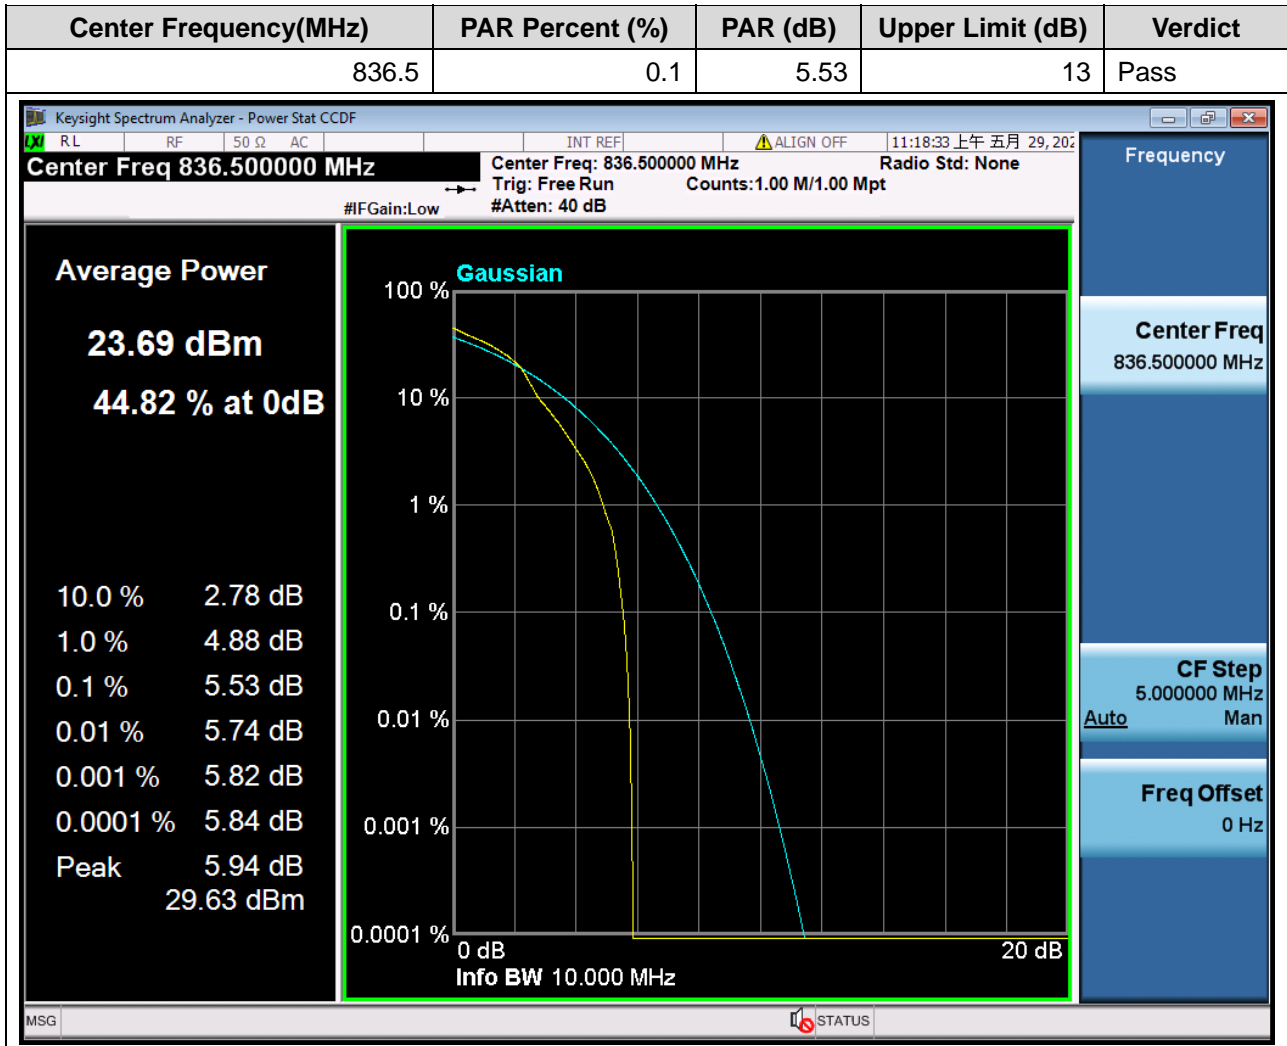 Center Frequency(MHz) PAR Percent (%) PAR (dB) Upper Limit (dB) Verdict
836.5 0.1 5.53 13 Pass
Keysight Spectrum Analyzer - Power Stat CCDF
LXI RL RF 50 Ω AC INT REF ALIGN OFF 11:18:33 上午 五月 29, 202
Center Freq 836.500000 MHz
Center Freq: 836.500000 MHz Radio Std: None
Trig: Free Run Counts:1.00 M/1.00 Mpt
#IFGain:Low #Atten: 40 dB
Frequency
Average Power
23.69 dBm
44.82 % at 0dB
10.0 % 2.78 dB
1.0 % 4.88 dB
0.1 % 5.53 dB
0.01 % 5.74 dB
0.001 % 5.82 dB
0.0001 % 5.84 dB
Peak 5.94 dB
29.63 dBm
Gaussian
100 %
10 %
1 %
0.1 %
0.01 %
0.001 %
0.0001 %
0 dB 20 dB
Info BW 10.000 MHz
Center Freq
836.500000 MHz
CF Step
5.000000 MHz
Auto Man
Freq Offset
0 Hz
MSG STATUS